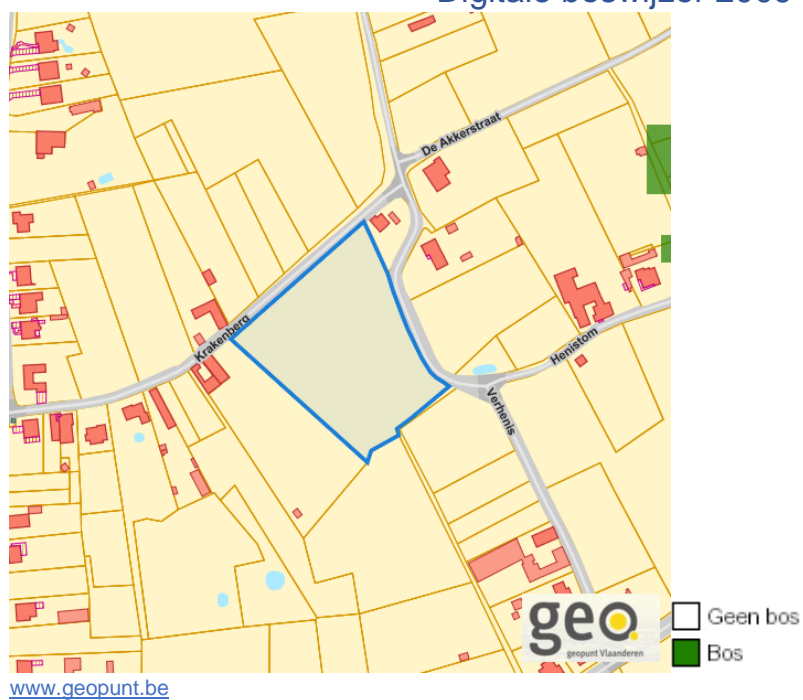 De Akkerstraat
Krakenberg
Henistom
Verhenis
geo.
geopunt Vlaanderen
Geen bos
Bos
www.geopunt.be